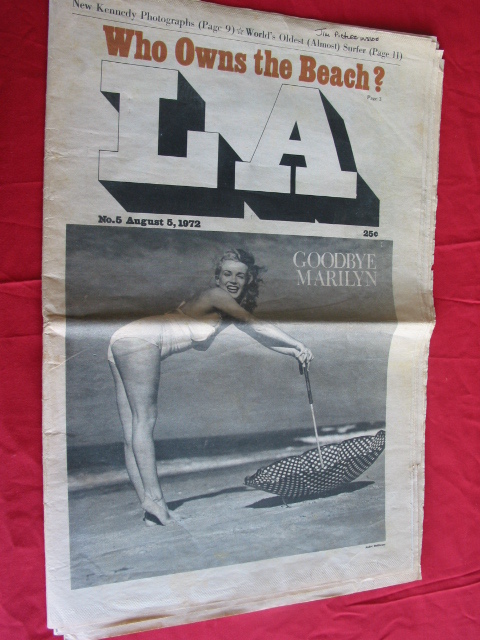 New Kennedy Photographs (Page 9) ☆ World's Oldest (Almost) Surfer (Page 11)
Who Owns the Beach?
Page 3
LA
No.5 August 5, 1972
25¢
GOODBYE
MARILYN